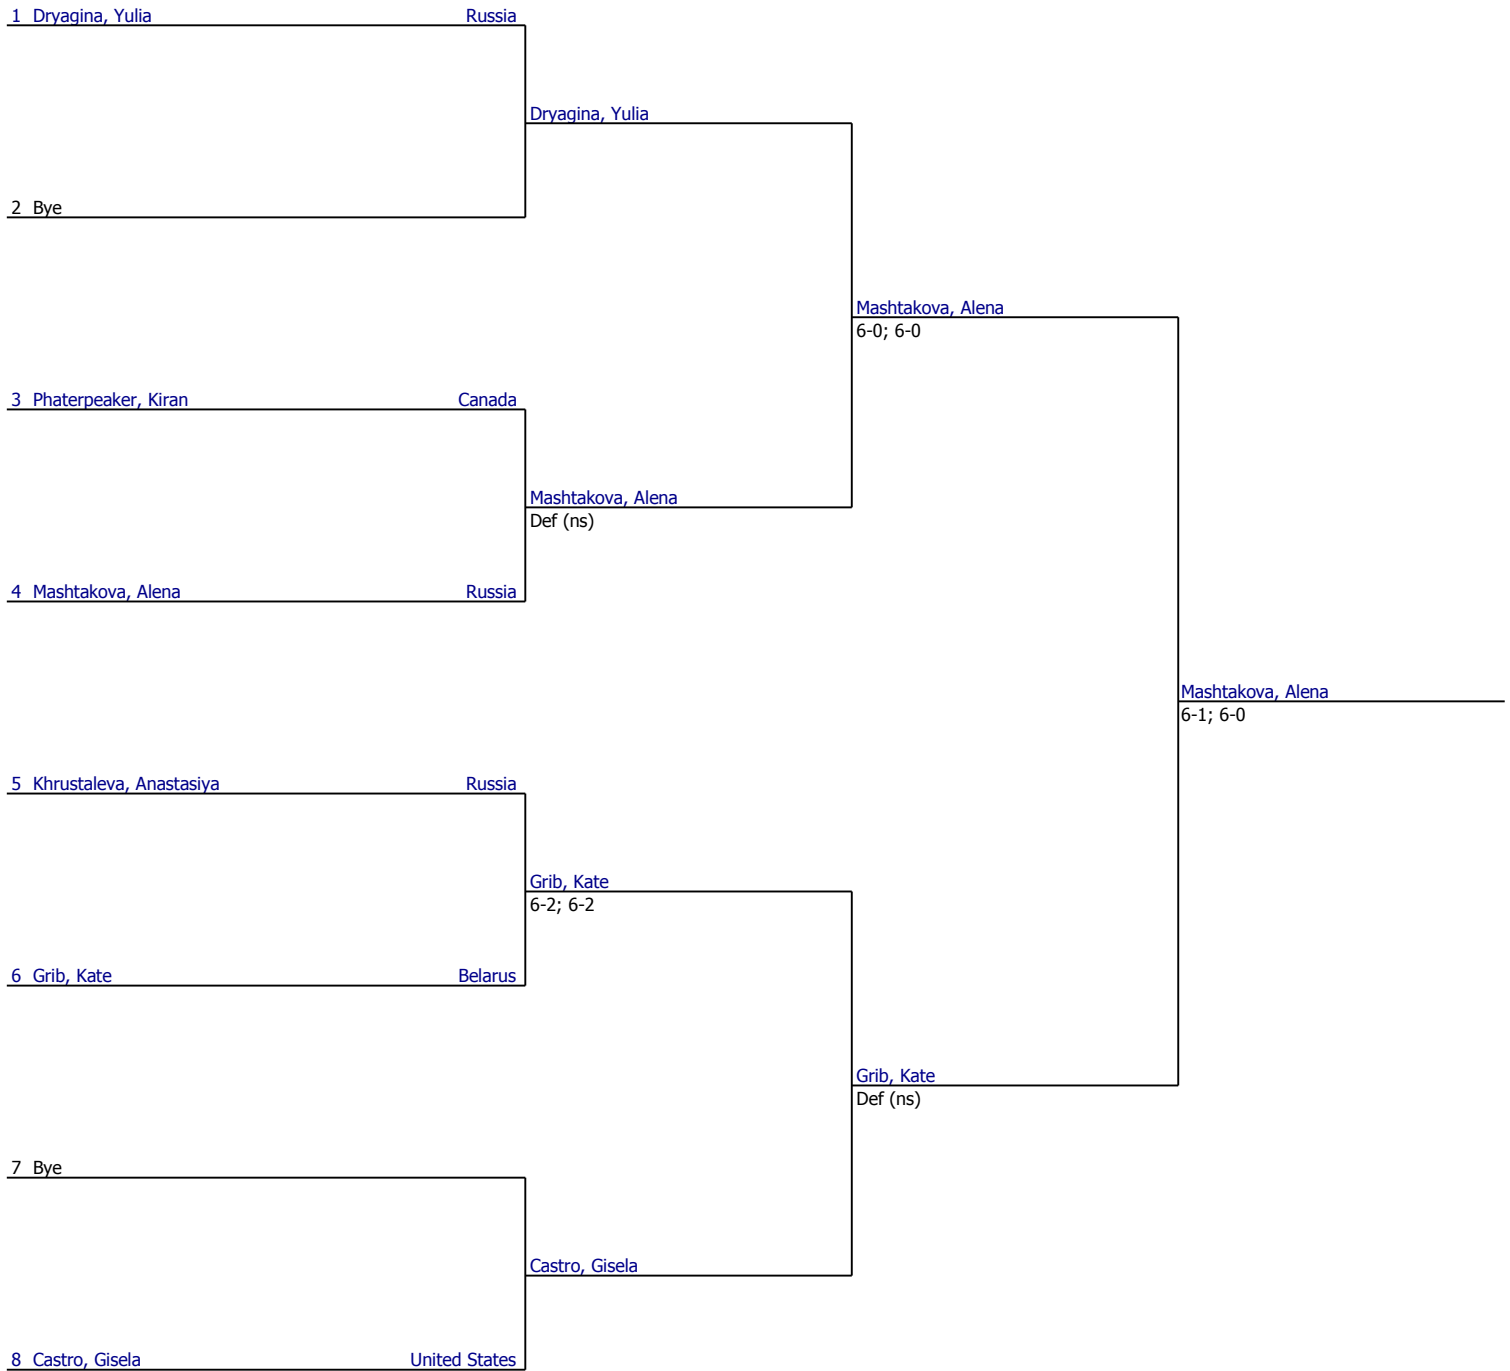 1 Dryagina, Yulia Russia
Dryagina, Yulia
2 Bye
Mashtakova, Alena
6-0; 6-0
3 Phaterpeaker, Kiran Canada
Mashtakova, Alena
Def (ns)
4 Mashtakova, Alena Russia
Mashtakova, Alena
6-1; 6-0
5 Khrustaleva, Anastasiya Russia
Grib, Kate
6-2; 6-2
6 Grib, Kate Belarus
Grib, Kate
Def (ns)
7 Bye
Castro, Gisela
8 Castro, Gisela United States